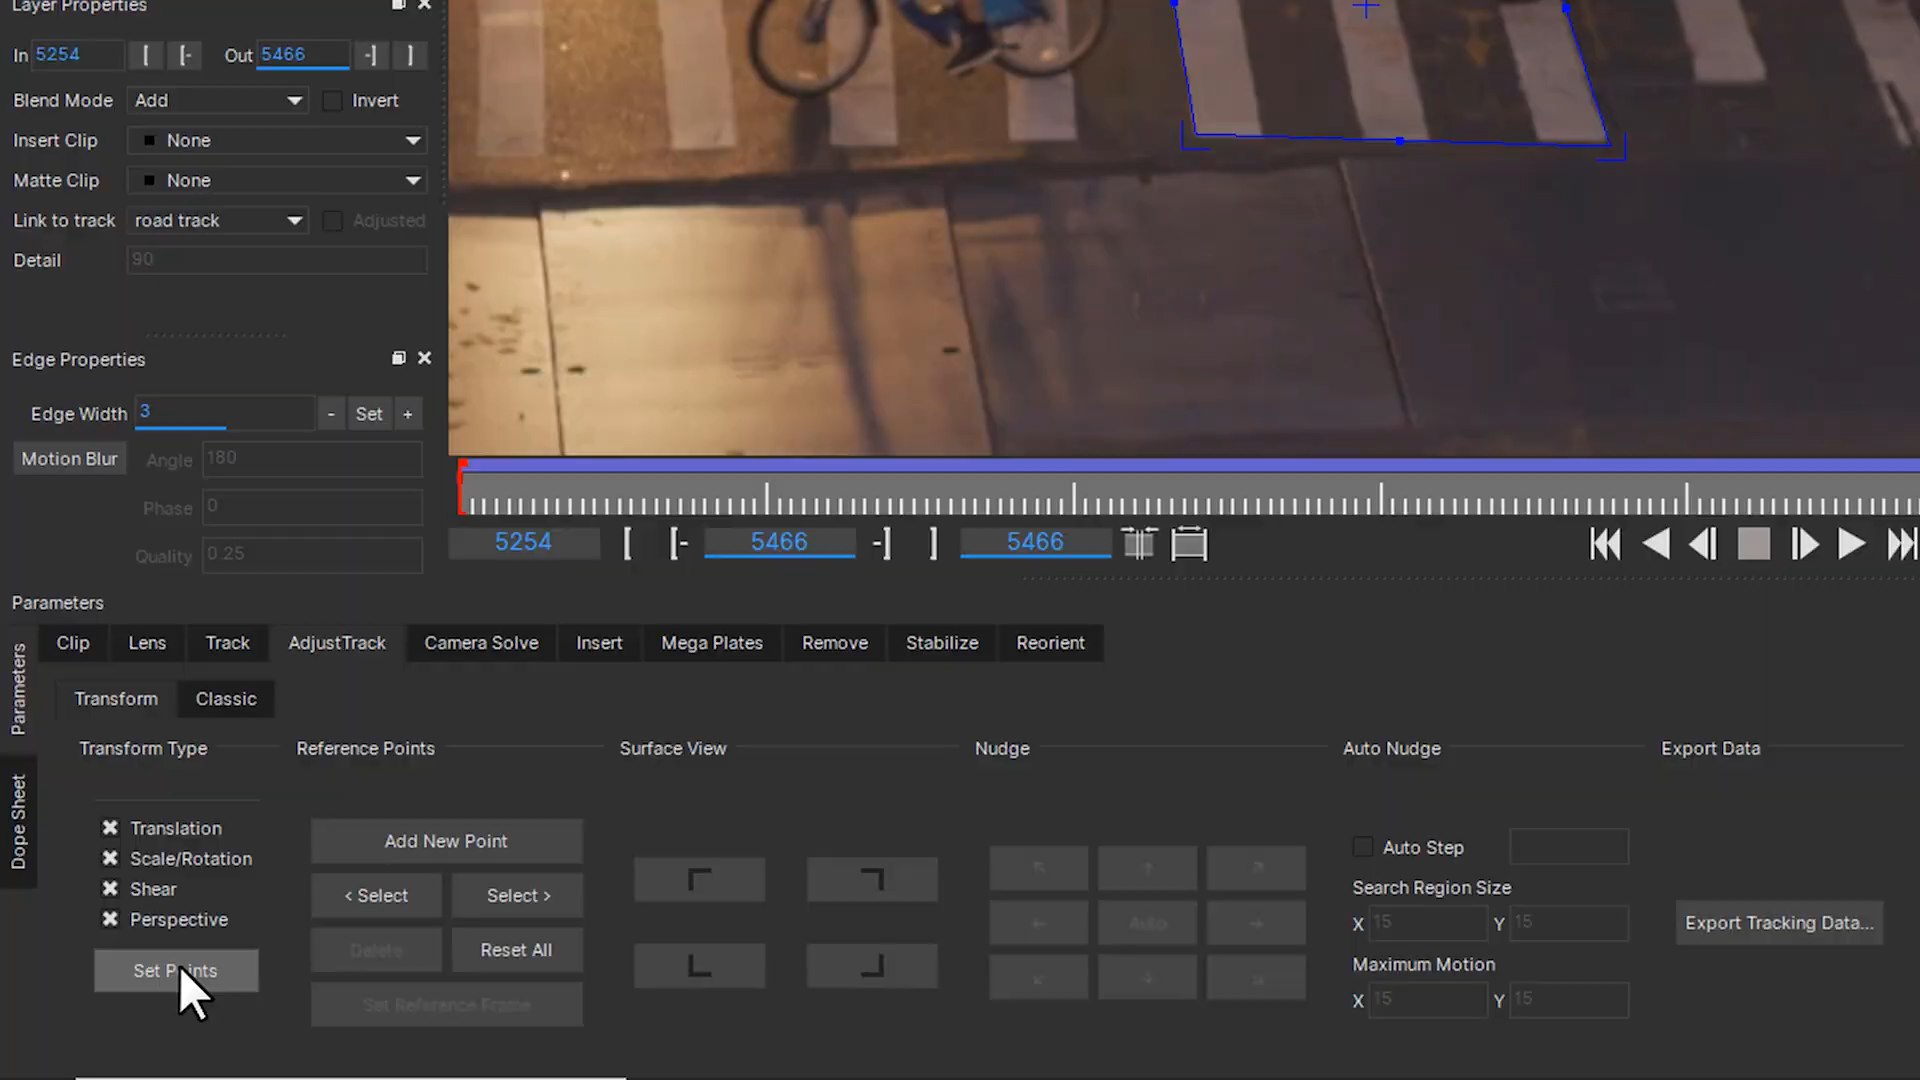 Layer Properties
In 5254 [ [- Out 5466 -] ]
Blend Mode Add Invert
Insert Clip None
Matte Clip None
Link to track road track Adjusted
Detail 90
Edge Properties
Edge Width 3 - Set +
Motion Blur Angle 180
Phase 0
Quality 0.25
5254 [ [- 5466 -] ] 5466
Parameters
Parameters
Dope Sheet
Clip Lens Track AdjustTrack Camera Solve Insert Mega Plates Remove Stabilize Reorient
Transform Classic
Transform Type Reference Points Surface View Nudge Auto Nudge Export Data
Translation
Scale/Rotation
Shear
Perspective
Set Points
Add New Point
< Select Select >
Delete Reset All
Set Reference Frame
Auto
Auto Step
Search Region Size
X 15 Y 15
Maximum Motion
X 15 Y 15
Export Tracking Data...